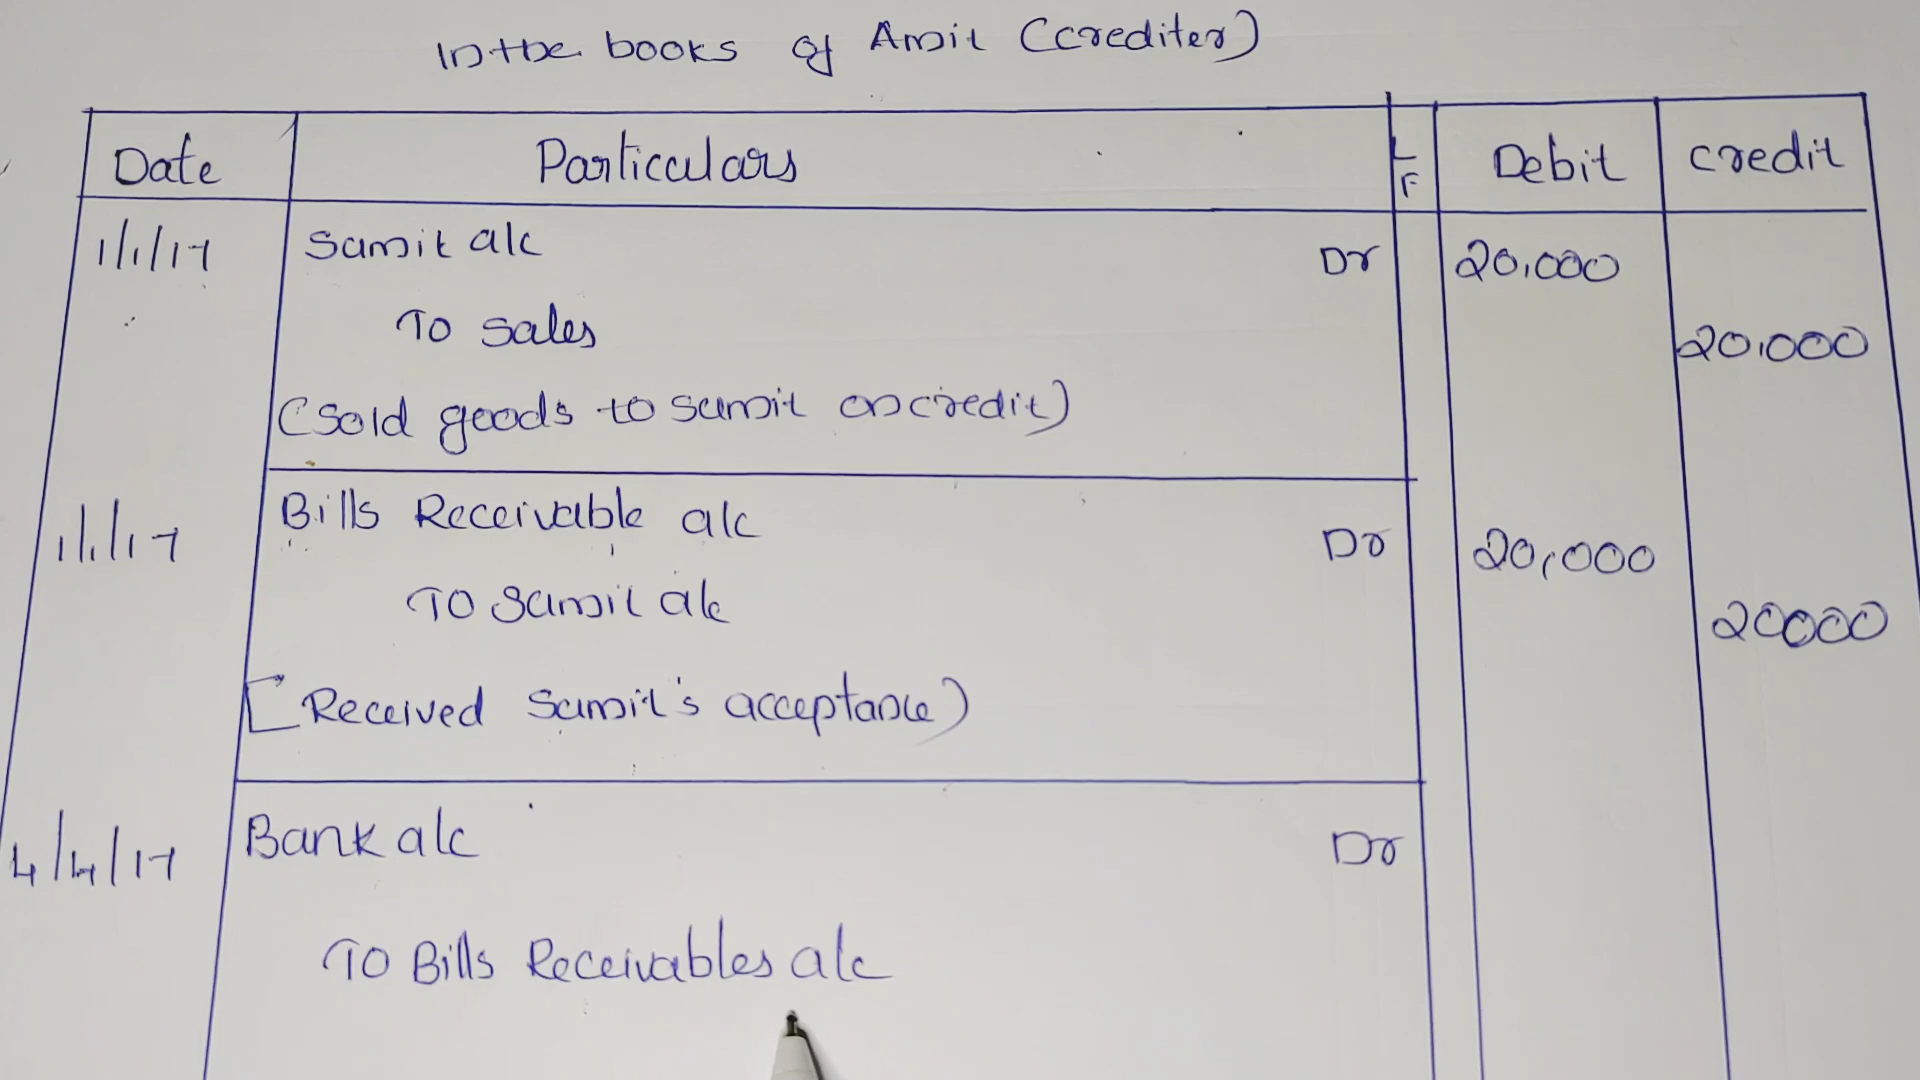 In the books of Amit (crediter)
Date Particulars LF Debit credit
1/1/17 Sumit a/c Dr 20,000
To Sales 20,000
(Sold goods to sumit on credit)
1/1/17 Bills Receivable a/c Dr 20,000
To Sumit a/c 20000
[Received Sumit's acceptance)
4/4/17 Bank a/c Dr
To Bills Receivables a/c